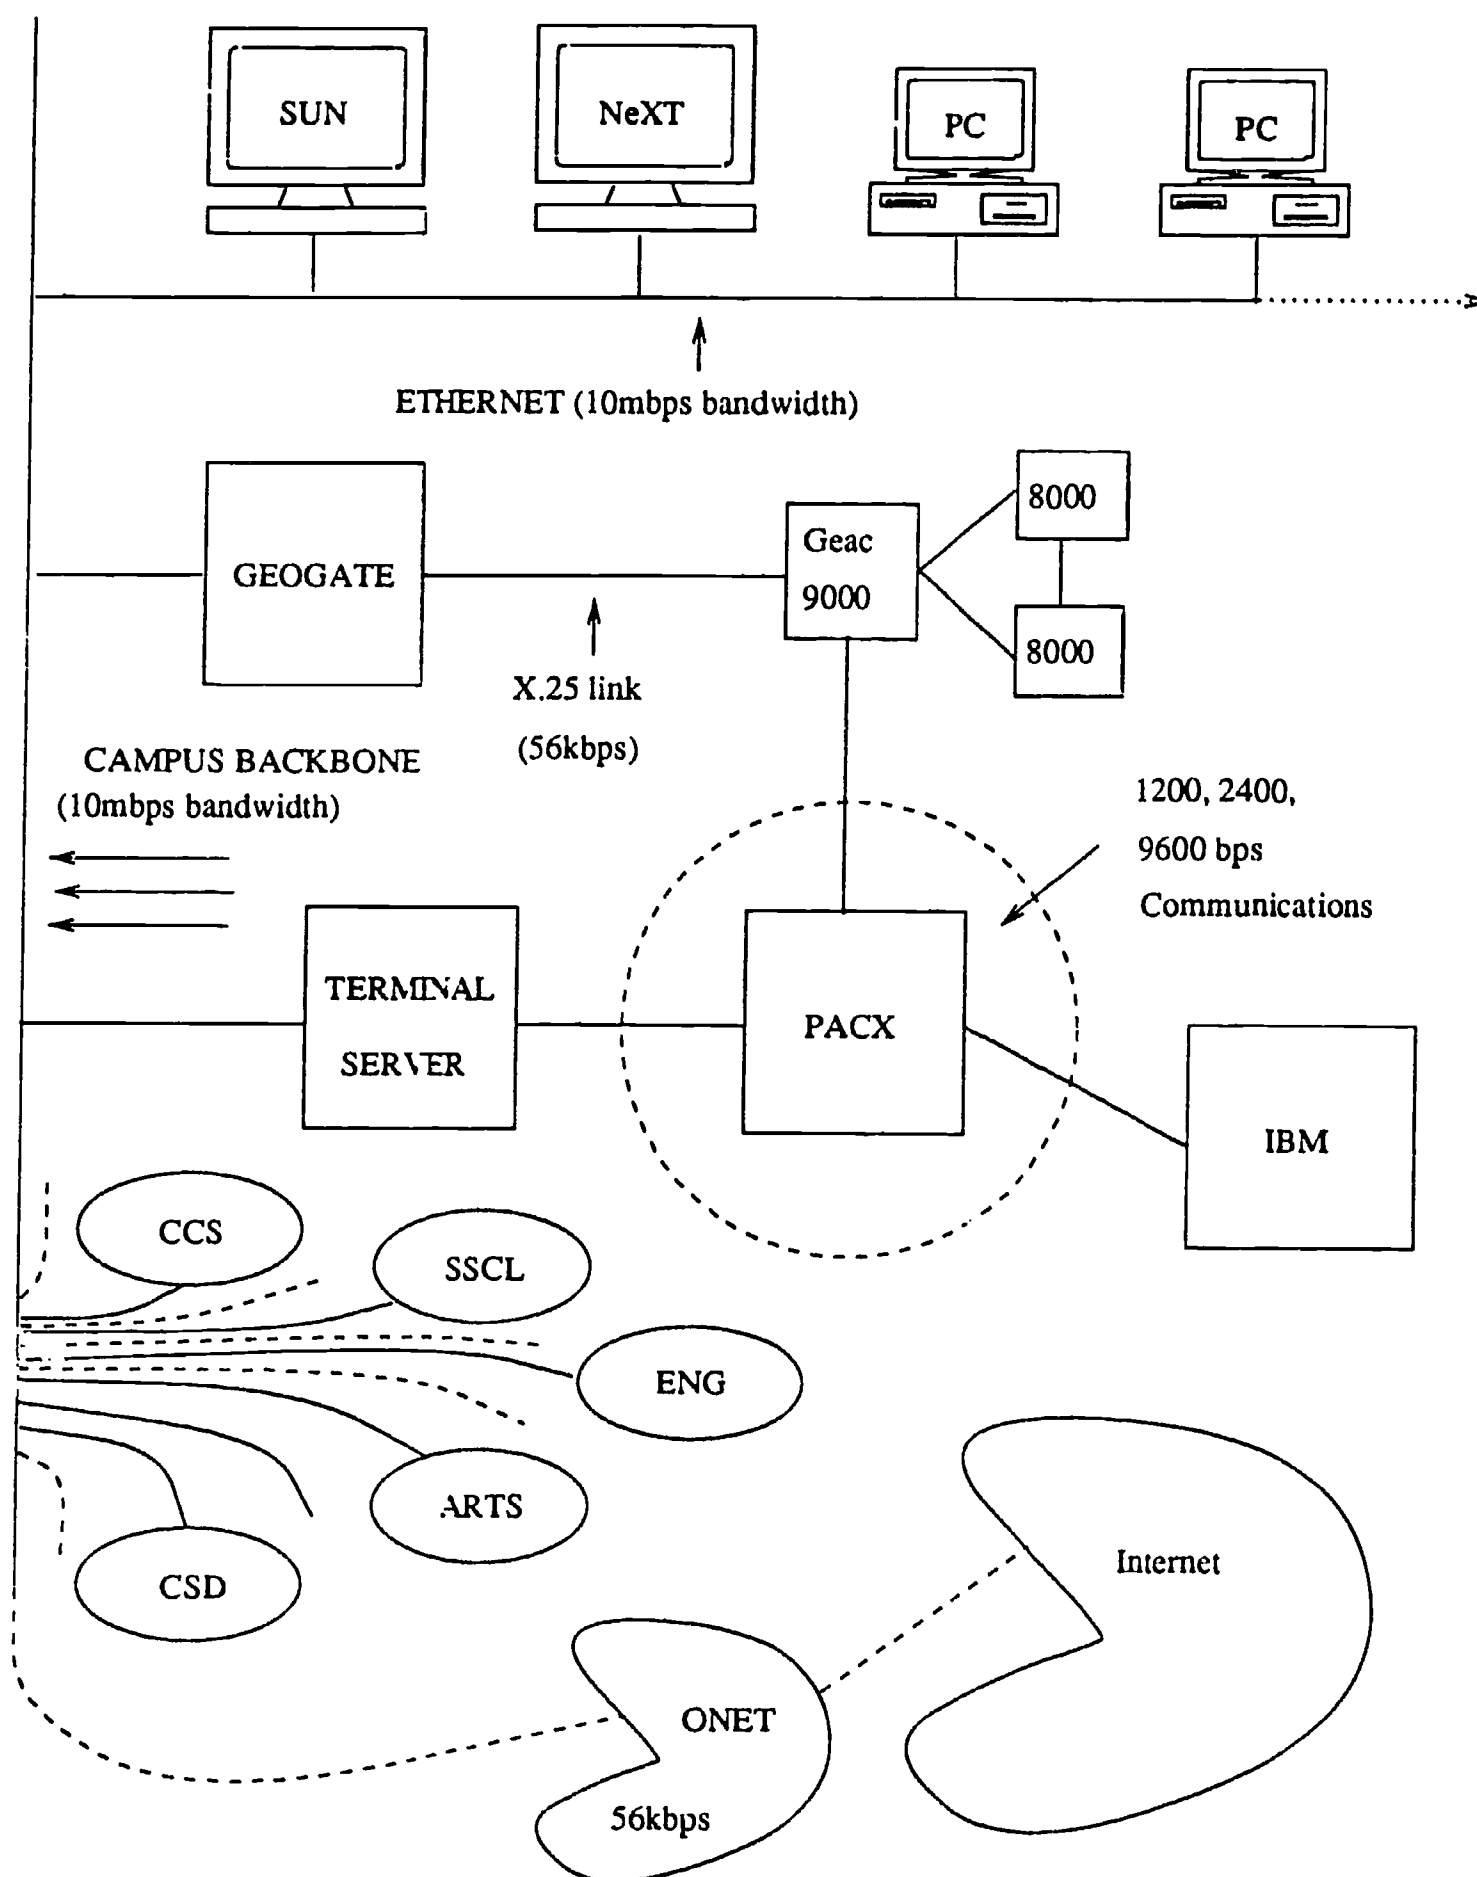 SUN
NeXT
PC
PC
ETHERNET (10mbps bandwidth)
GEOGATE
Geac
9000
8000
8000
X.25 link
(56kbps)
CAMPUS BACKBONE
(10mbps bandwidth)
1200, 2400,
9600 bps
Communications
TERMINAL
SERVER
PACX
IBM
CCS
SSCL
ENG
ARTS
CSD
Internet
ONET
56kbps